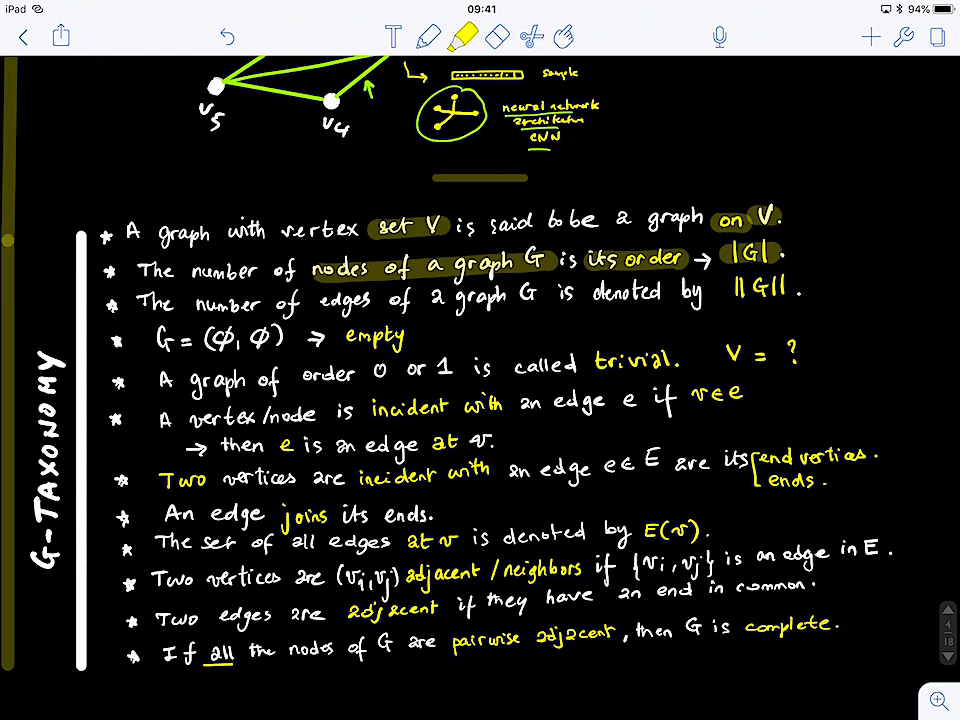 iPad 09:41 94%
T
sample
v5
v4
neural network
architecture
CNN
* A graph with vertex set V is said to be a graph on V.
* The number of nodes of a graph G is its order → |G|.
* The number of edges of a graph G is denoted by ||G||.
* G = (Φ, Φ) → empty
* A graph of order 0 or 1 is called trivial. V = ?
* A vertex/node is incident with an edge e if v ∈ e
→ then e is an edge at v.
* Two vertices are incident with an edge e ∈ E are its end vertices.
ends.
* An edge joins its ends.
* The set of all edges at v is denoted by E(v).
* Two vertices are (vi, vj) adjacent / neighbors if {vi, vj} is an edge in E.
* Two edges are adjacent if they have an end in common.
* If all the nodes of G are pairwise adjacent, then G is complete.
G-TAXONOMY
4
18